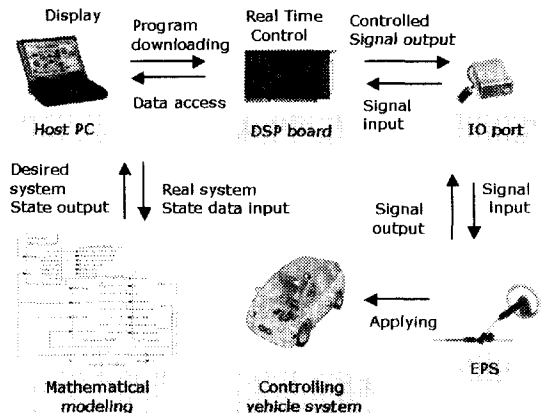 Display
Program
downloading
Data access
Host PC
Real Time
Control
DSP board
Controlled
Signal output
Signal
input
IO port
Desired
system
State output
Real system
State data input
Signal
output
Signal
input
Mathematical
modeling
Controlling
vehicle system
Applying
EPS